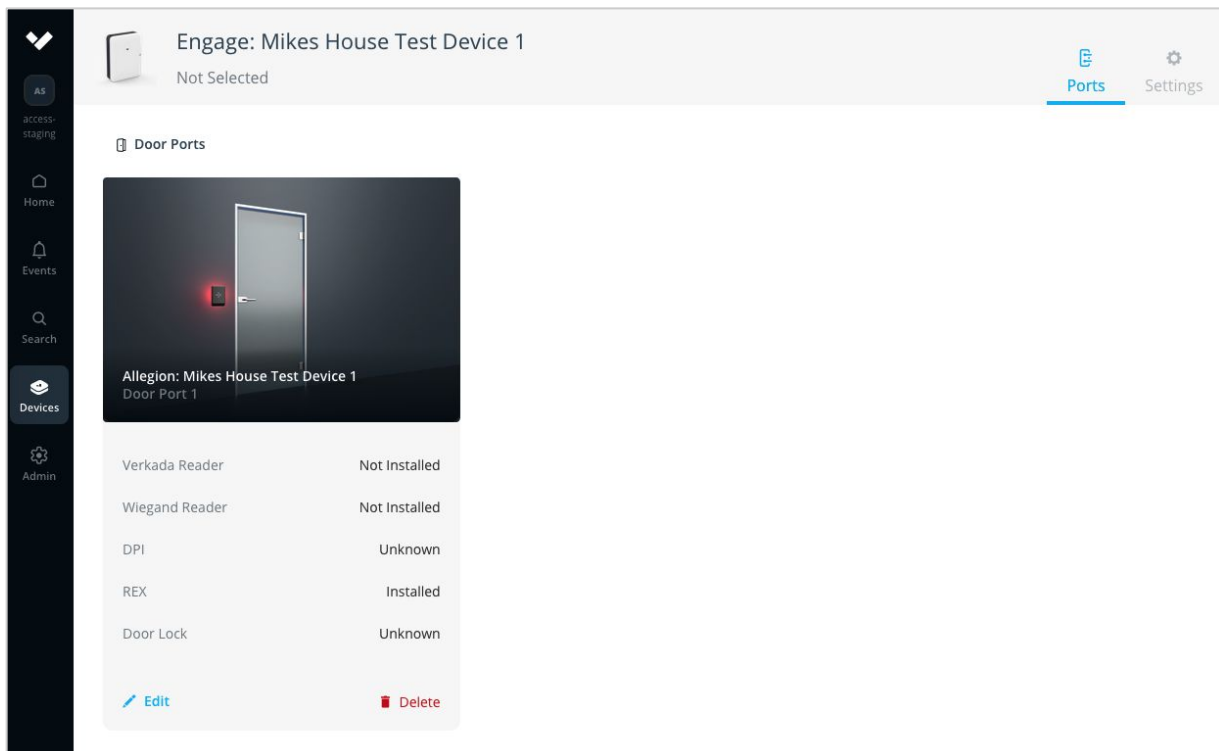 AS
access-
staging
Home
Events
Search
Devices
Admin
Engage: Mikes House Test Device 1
Not Selected
Ports
Settings
Door Ports
Allegion: Mikes House Test Device 1
Door Port 1
Verkada Reader Not Installed
Wiegand Reader Not Installed
DPI Unknown
REX Installed
Door Lock Unknown
Edit Delete